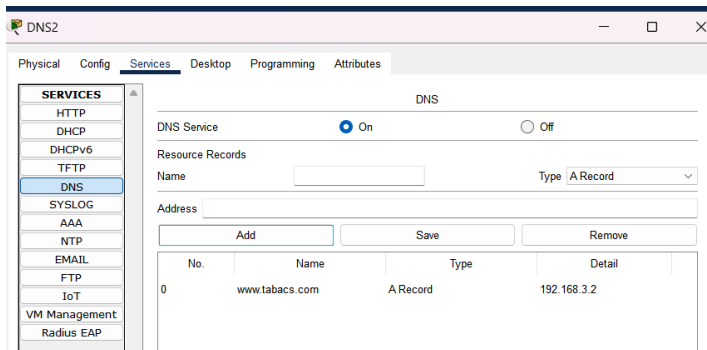 DNS2
Physical Config Services Desktop Programming Attributes
SERVICES
HTTP
DHCP
DHCPv6
TFTP
DNS
SYSLOG
AAA
NTP
EMAIL
FTP
IoT
VM Management
Radius EAP
DNS
DNS Service On Off
Resource Records
Name Type A Record
Address
Add Save Remove
No. Name Type Detail
0 www.tabacs.com A Record 192.168.3.2